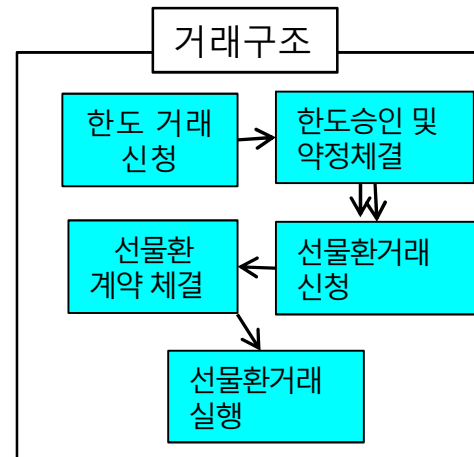 거래구조
한도 거래
신청
한도승인 및
약정체결
선물환거래
신청
선물환
계약 체결
선물환거래
실행